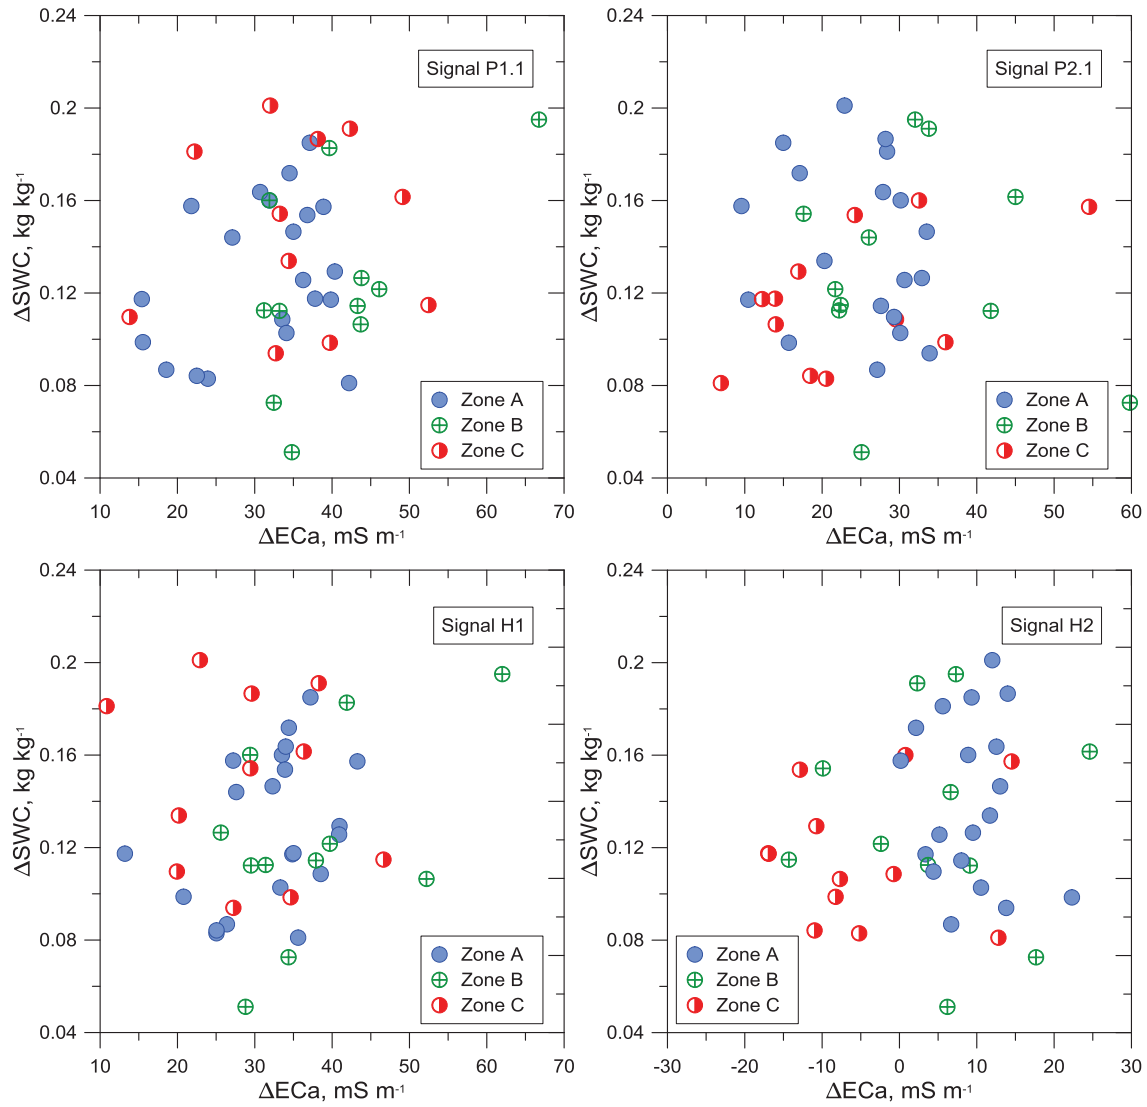 0.24
0.2
0.16
0.12
0.08
0.04
ΔSWC, kg kg⁻¹
Signal P1.1
Zone A
Zone B
Zone C
10 20 30 40 50 60 70
ΔECa, mS m⁻¹
0.24
0.2
0.16
0.12
0.08
0.04
ΔSWC, kg kg⁻¹
Signal P2.1
Zone A
Zone B
Zone C
0 10 20 30 40 50 60
ΔECa, mS m⁻¹
0.24
0.2
0.16
0.12
0.08
0.04
ΔSWC, kg kg⁻¹
Signal H1
Zone A
Zone B
Zone C
10 20 30 40 50 60 70
ΔECa, mS m⁻¹
0.24
0.2
0.16
0.12
0.08
0.04
ΔSWC, kg kg⁻¹
Signal H2
Zone A
Zone B
Zone C
-30 -20 -10 0 10 20 30
ΔECa, mS m⁻¹